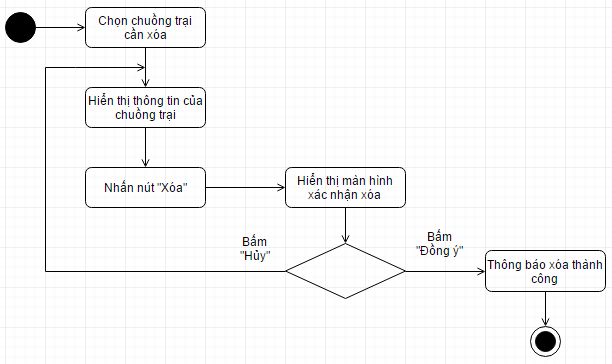 Chọn chuồng trại
cần xóa
Hiển thị thông tin của
chuồng trại
Nhấn nút "Xóa"
Hiển thị màn hình
xác nhận xóa
Bấm
"Hủy"
Bấm
"Đồng ý"
Thông báo xóa thành
công